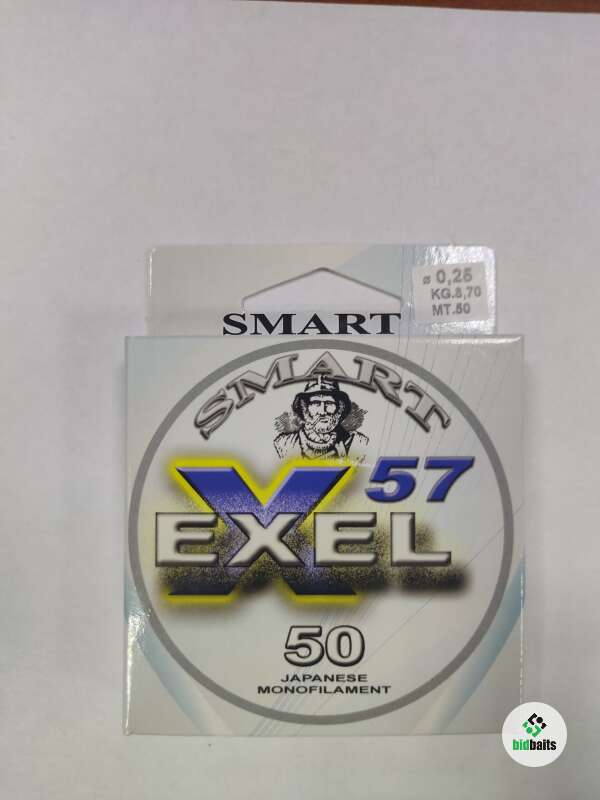 ø 0,25
KG.8,70
MT.50
SMART
SMART
57
EXEL
50
JAPANESE
MONOFILAMENT
bidbaits